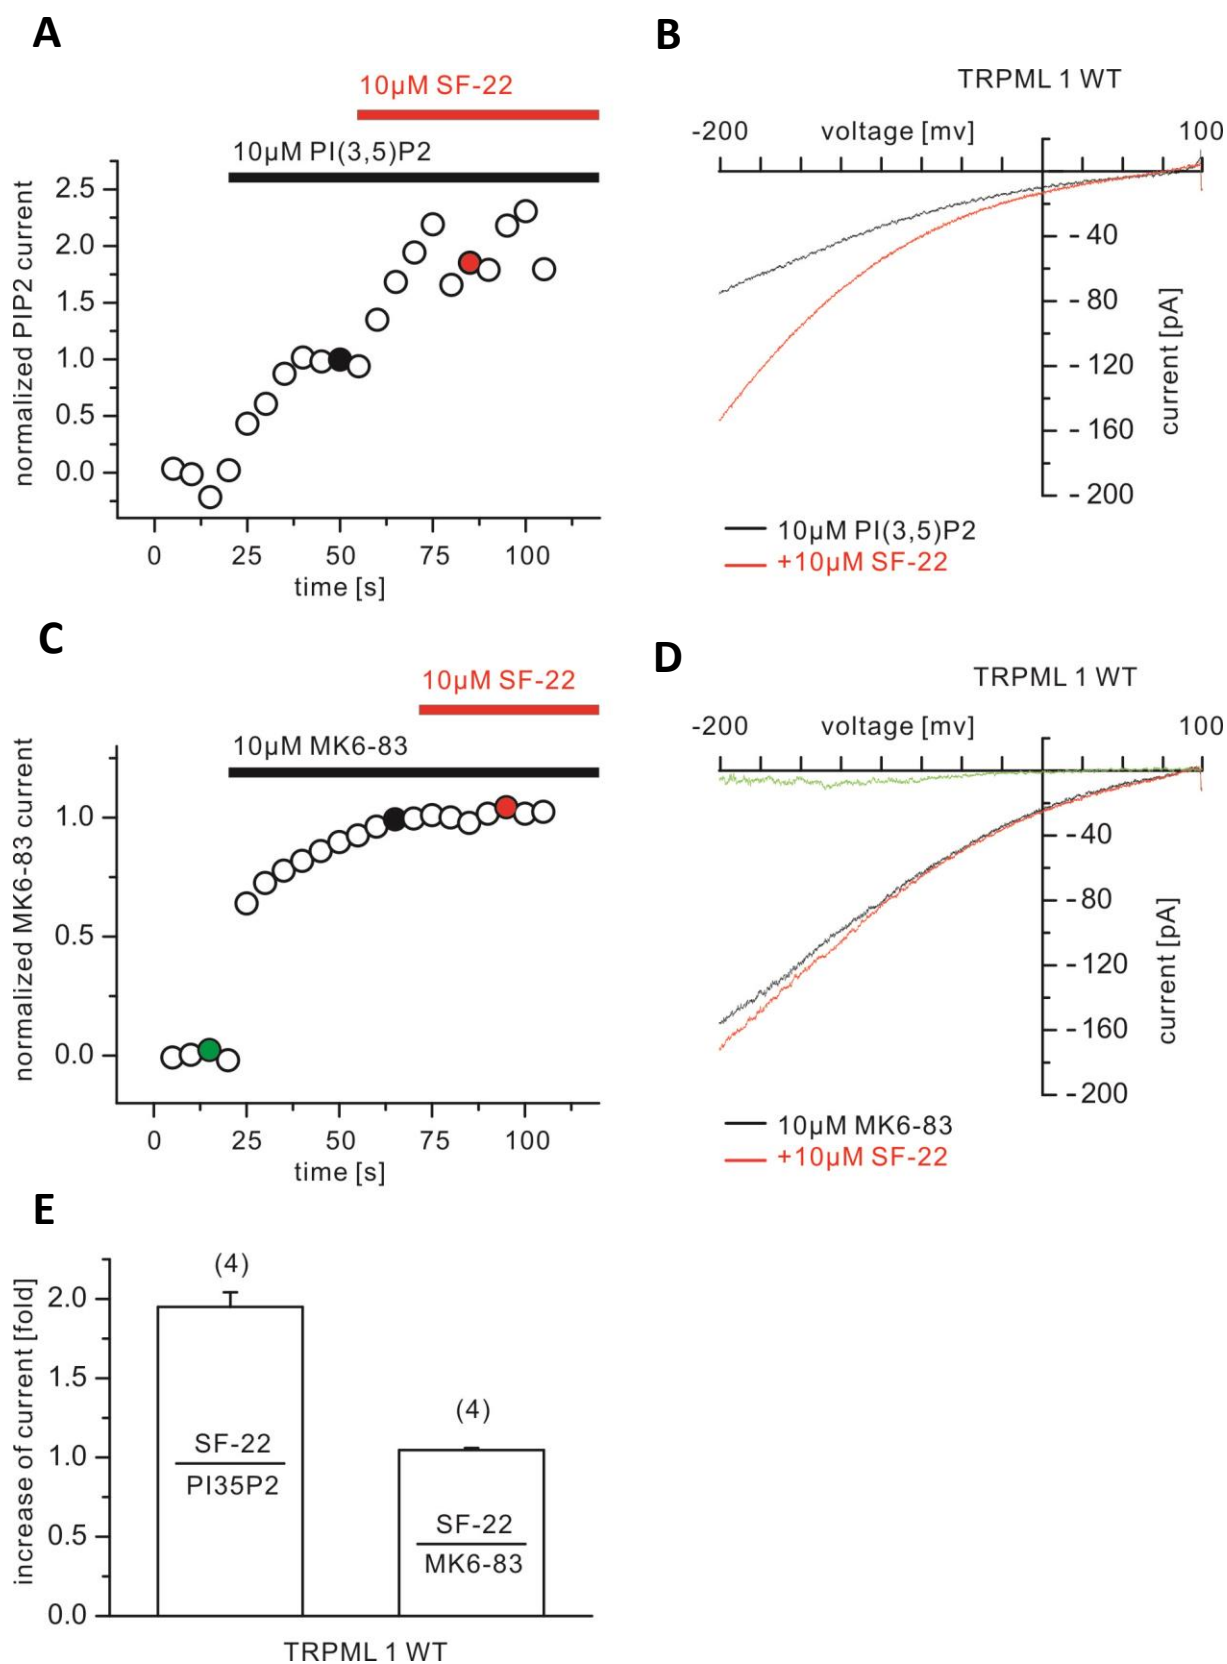 A
10µM SF-22
10µM PI(3,5)P2
normalized PIP2 current
2.5
2.0
1.5
1.0
0.5
0.0
0 25 50 75 100
time [s]
B
TRPML 1 WT
-200 voltage [mv] 100
- 40
- 80
- 120
- 160
- 200
current [pA]
10µM PI(3,5)P2
+10µM SF-22
C
10µM SF-22
10µM MK6-83
normalized MK6-83 current
1.0
0.5
0.0
0 25 50 75 100
time [s]
D
TRPML 1 WT
-200 voltage [mv] 100
-40
-80
-120
-160
-200
current [pA]
10µM MK6-83
+10µM SF-22
E
increase of current [fold]
2.0
1.5
1.0
0.5
0.0
(4)
SF-22
PI35P2
(4)
SF-22
MK6-83
TRPML 1 WT